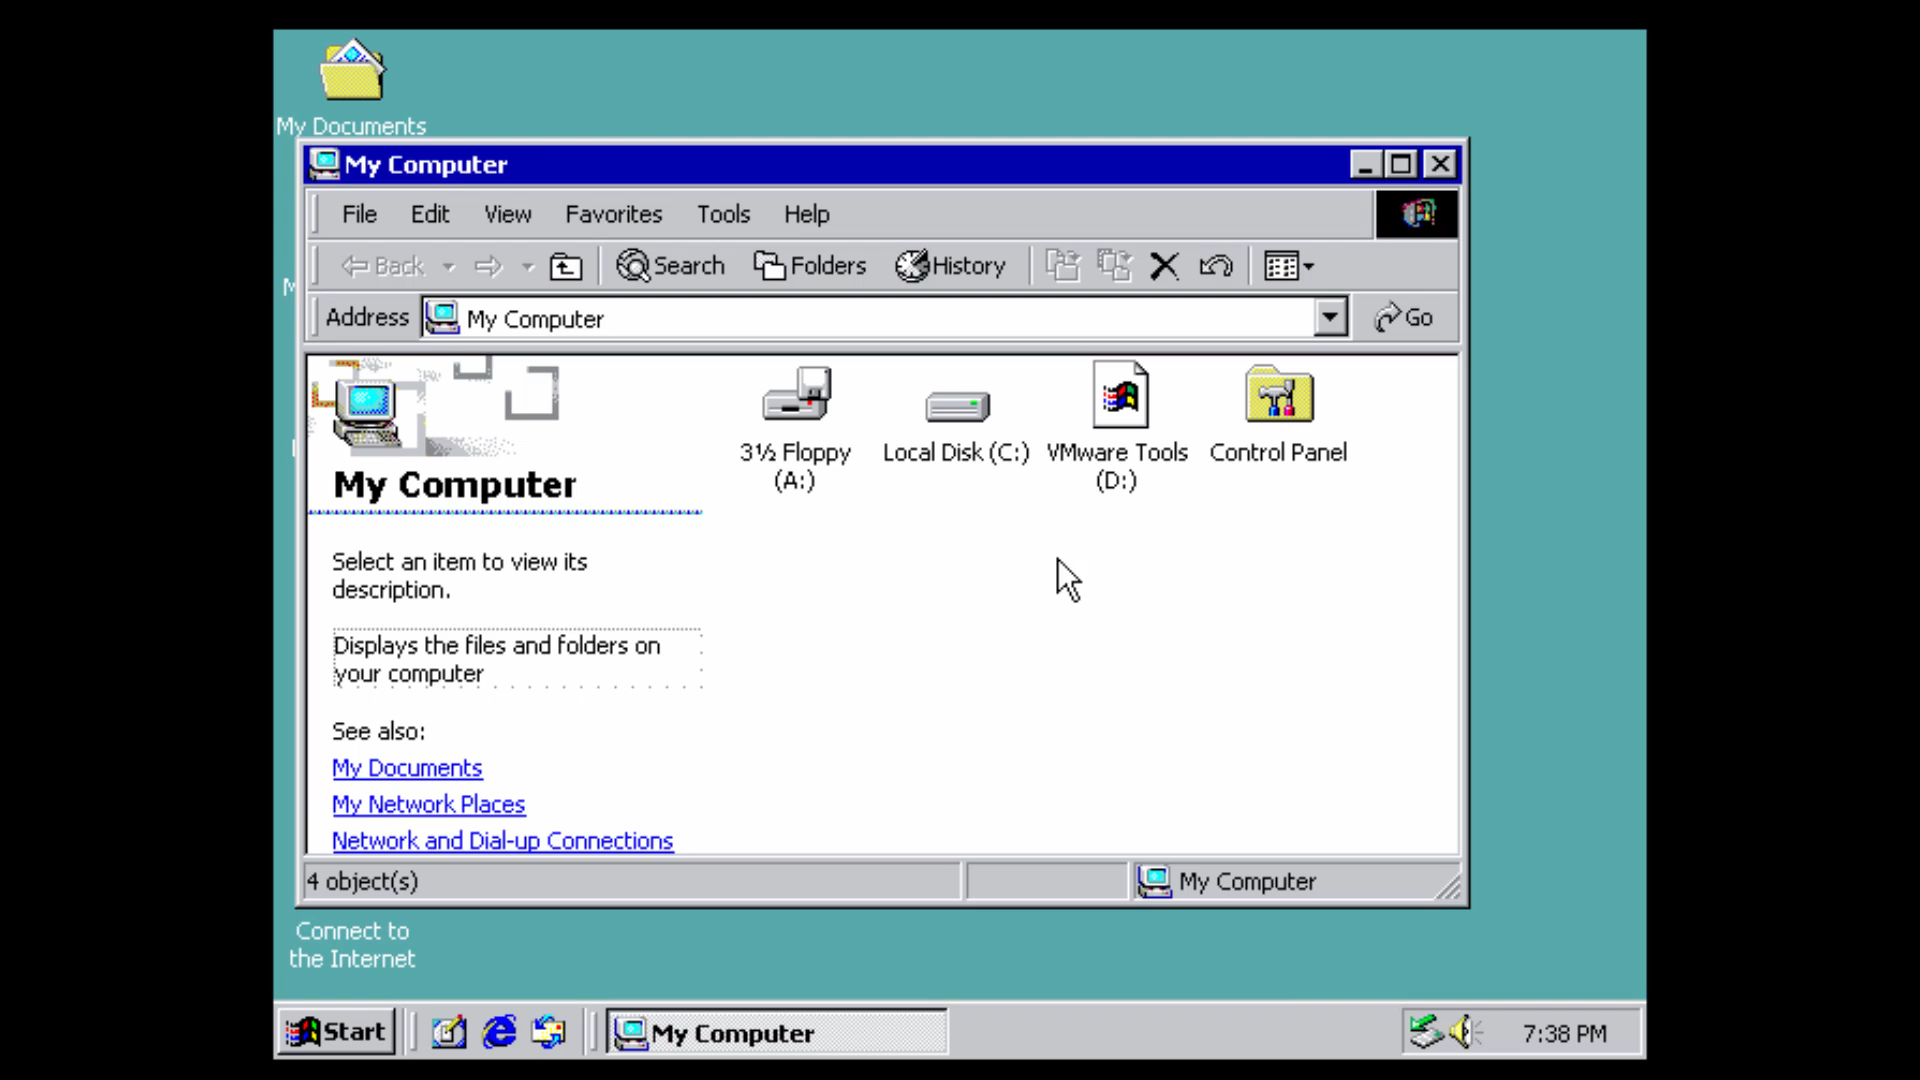 My Documents
My Computer
File Edit View Favorites Tools Help
Back Search Folders History
Address My Computer Go
3½ Floppy (A:)
Local Disk (C:)
VMware Tools (D:)
Control Panel
My Computer
Select an item to view its
description.
Displays the files and folders on
your computer
See also:
My Documents
My Network Places
Network and Dial-up Connections
4 object(s) My Computer
Connect to
the Internet
Start My Computer 7:38 PM